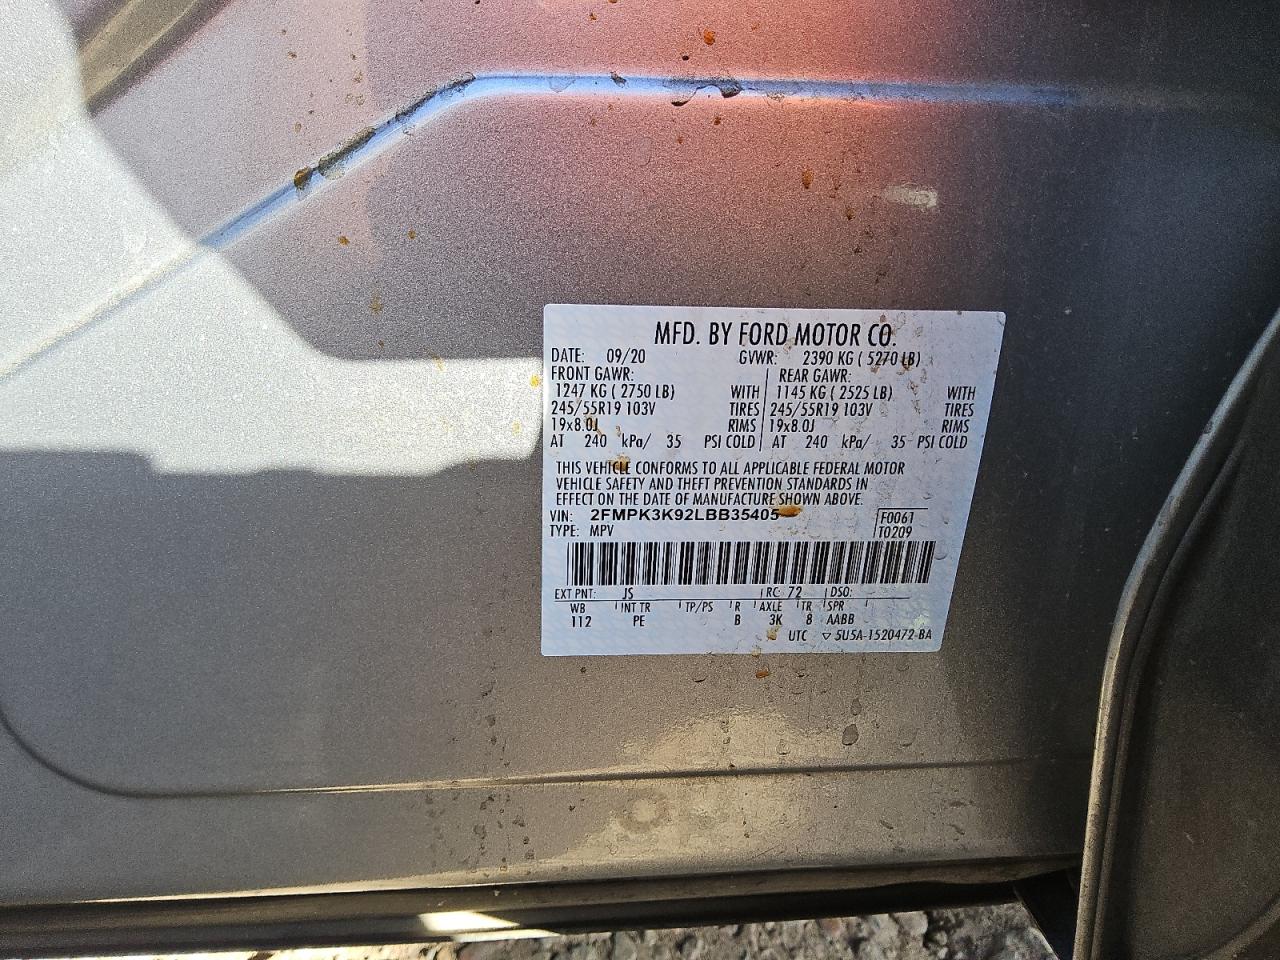 MFD. BY FORD MOTOR CO.
DATE: 09/20 GVWR: 2390 KG ( 5270 LB)
FRONT GAWR: REAR GAWR:
1247 KG ( 2750 LB) WITH 1145 KG ( 2525 LB) WITH
245/55R19 103V TIRES 245/55R19 103V TIRES
19x8.0J RIMS 19x8.0J RIMS
AT 240 kPa/ 35 PSI COLD AT 240 kPa/ 35 PSI COLD
THIS VEHICLE CONFORMS TO ALL APPLICABLE FEDERAL MOTOR
VEHICLE SAFETY AND THEFT PREVENTION STANDARDS IN
EFFECT ON THE DATE OF MANUFACTURE SHOWN ABOVE.
VIN: 2FMPK3K92LBB35405 F0061
TYPE: MPV T0209
EXT PNT: JS RC: 72 DSO:
WB INT TR TP/PS R AXLE TR SPR
112 PE B 3K 8 AABB
UTC ▽ 5U5A-1520472-BA